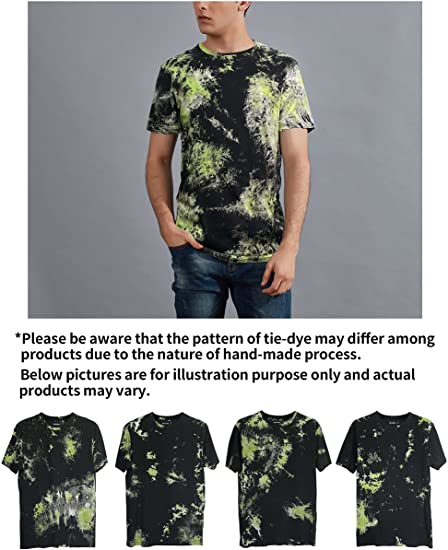 *Please be aware that the pattern of tie-dye may differ among
products due to the nature of hand-made process.
Below pictures are for illustration purpose only and actual
products may vary.